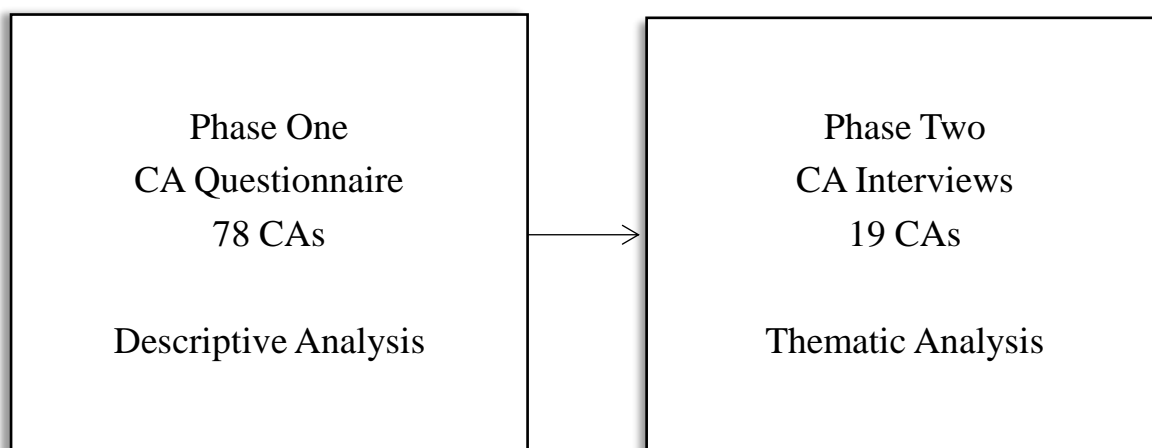 Phase One
CA Questionnaire
78 CAs
Descriptive Analysis
Phase Two
CA Interviews
19 CAs
Thematic Analysis